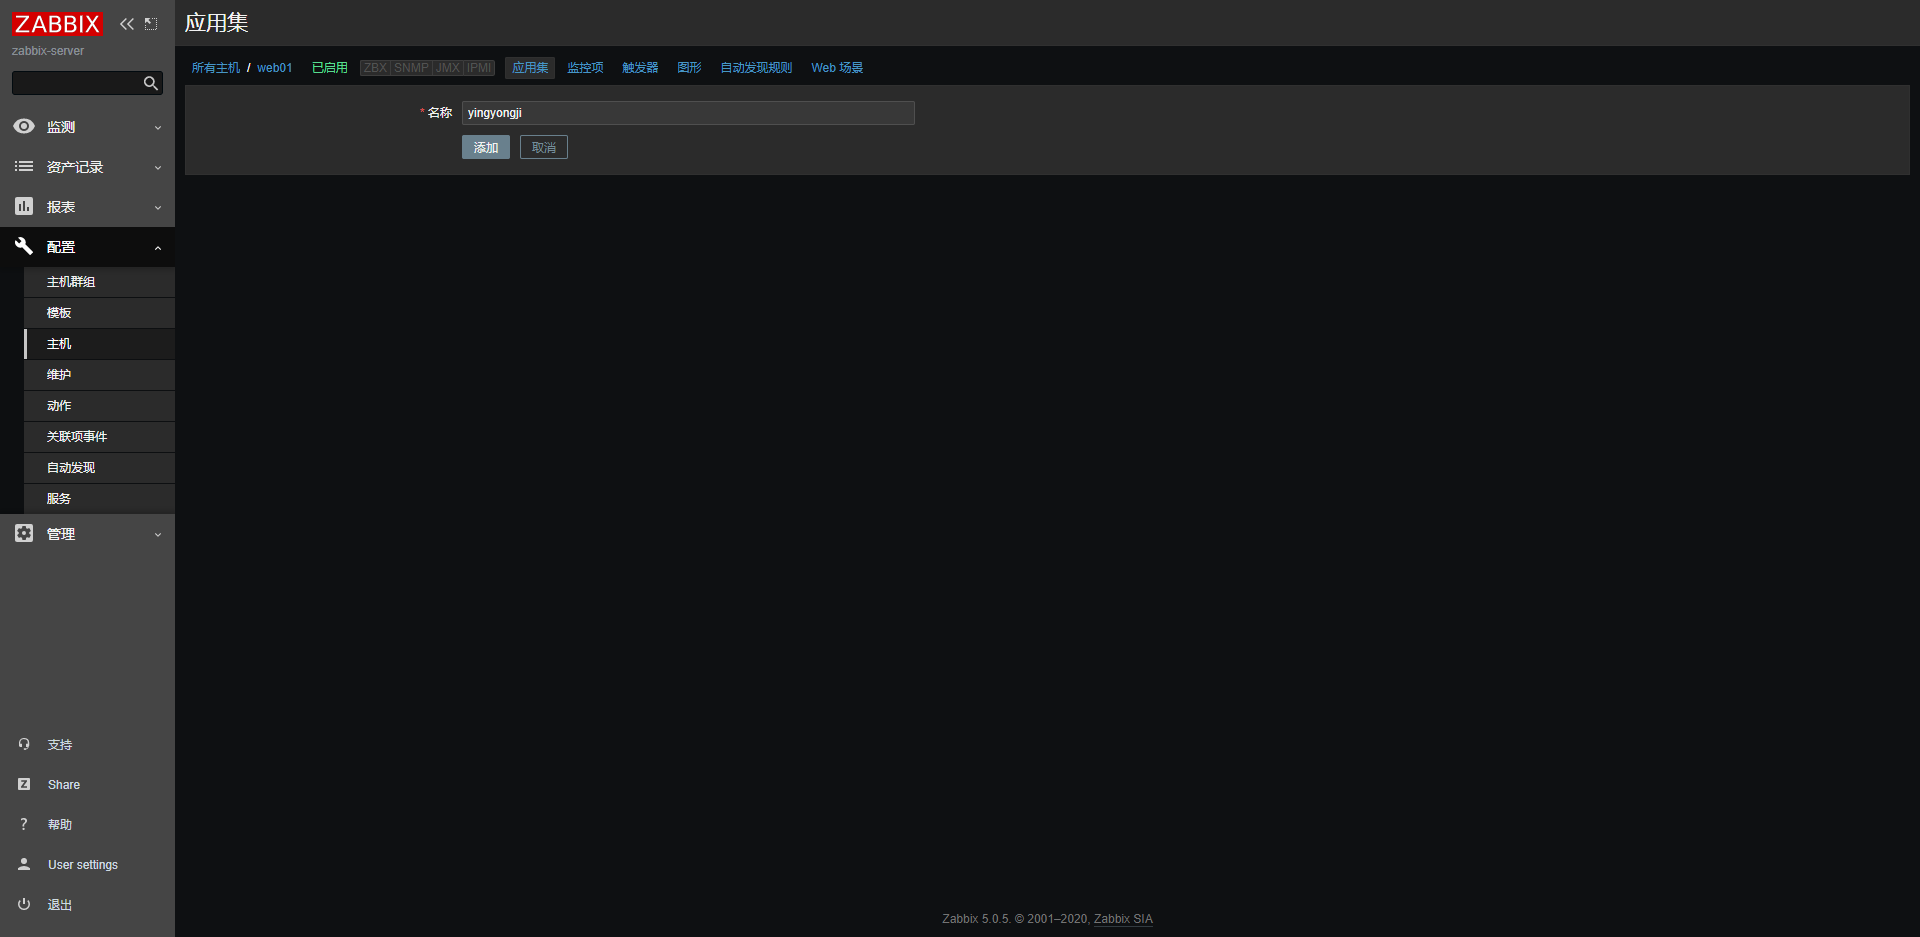 ZABBIX
zabbix-server
监测
资产记录
报表
配置
主机群组
模板
主机
维护
动作
关联项事件
自动发现
服务
管理
支持
Share
帮助
User settings
退出
应用集
所有主机 / web01 已启用 ZBX SNMP JMX IPMI 应用集 监控项 触发器 图形 自动发现规则 Web 场景
* 名称 yingyongji
添加 取消
Zabbix 5.0.5. © 2001–2020, Zabbix SIA